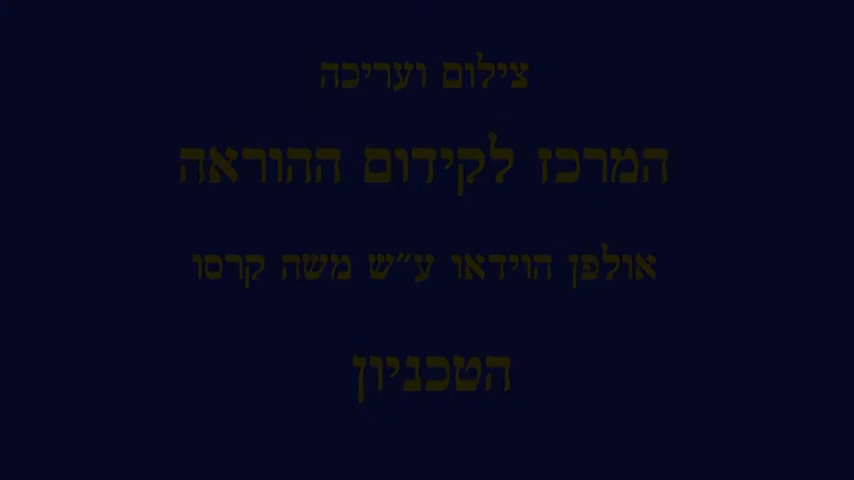 צילום ועריכה
המרכז לקידום ההוראה
אולפן הוידאו ע״ש משה קרסו
הטכניון